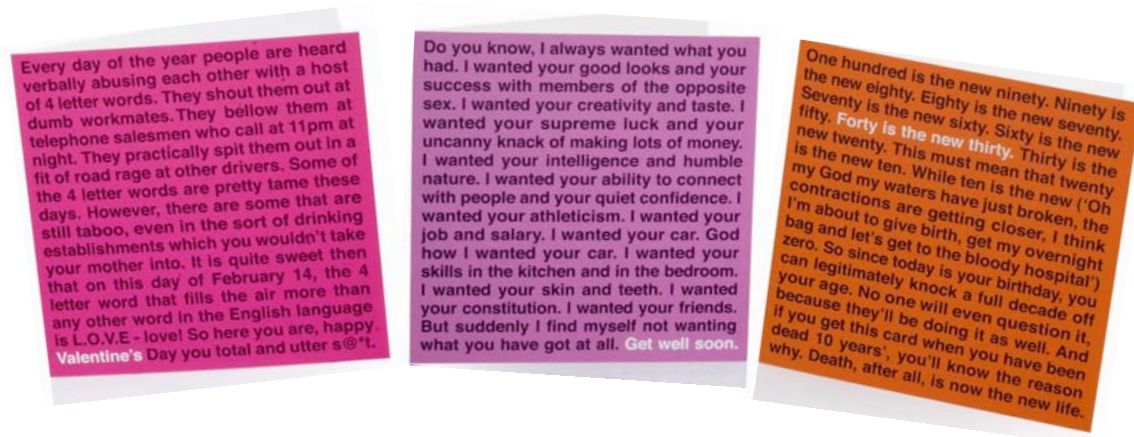 Every day of the year people are heard
verbally abusing each other with a host
of 4 letter words. They shout them out at
dumb workmates. They bellow them at
telephone salesmen who call at 11pm at
night. They practically spit them out in a
fit of road rage at other drivers. Some of
the 4 letter words are pretty tame these
days. However, there are some that are
still taboo, even in the sort of drinking
establishments which you wouldn't take
your mother into. It is quite sweet then
that on this day of February 14, the 4
letter word that fills the air more than
any other word in the English language
is L.O.V.E - love! So here you are, happy
Valentine's Day you total and utter s@*t.
Do you know, I always wanted what you
had. I wanted your good looks and your
success with members of the opposite
sex. I wanted your creativity and taste. I
wanted your supreme luck and your
uncanny knack of making lots of money.
I wanted your intelligence and humble
nature. I wanted your ability to connect
with people and your quiet confidence. I
wanted your athleticism. I wanted your
job and salary. I wanted your car. God
how I wanted your car. I wanted your
skills in the kitchen and in the bedroom.
I wanted your skin and teeth. I wanted
your constitution. I wanted your friends.
But suddenly I find myself not wanting
what you have got at all. Get well soon.
One hundred is the new ninety. Ninety is
the new eighty. Eighty is the new seventy.
Seventy is the new sixty. Sixty is the new
fifty. Forty is the new thirty. Thirty is the
new twenty. This must mean that twenty
is the new ten. While ten is the new ('Oh
my God my waters have just broken, the
contractions are getting closer, I think
I'm about to give birth, get my overnight
bag and let's get to the bloody hospital')
zero. So since today is your birthday, you
can legitimately knock a full decade off
your age. No one will even question it,
because they'll be doing it as well. And
if you get this card when you have been
dead 10 years', you'll know the reason
why. Death, after all, is now the new life.